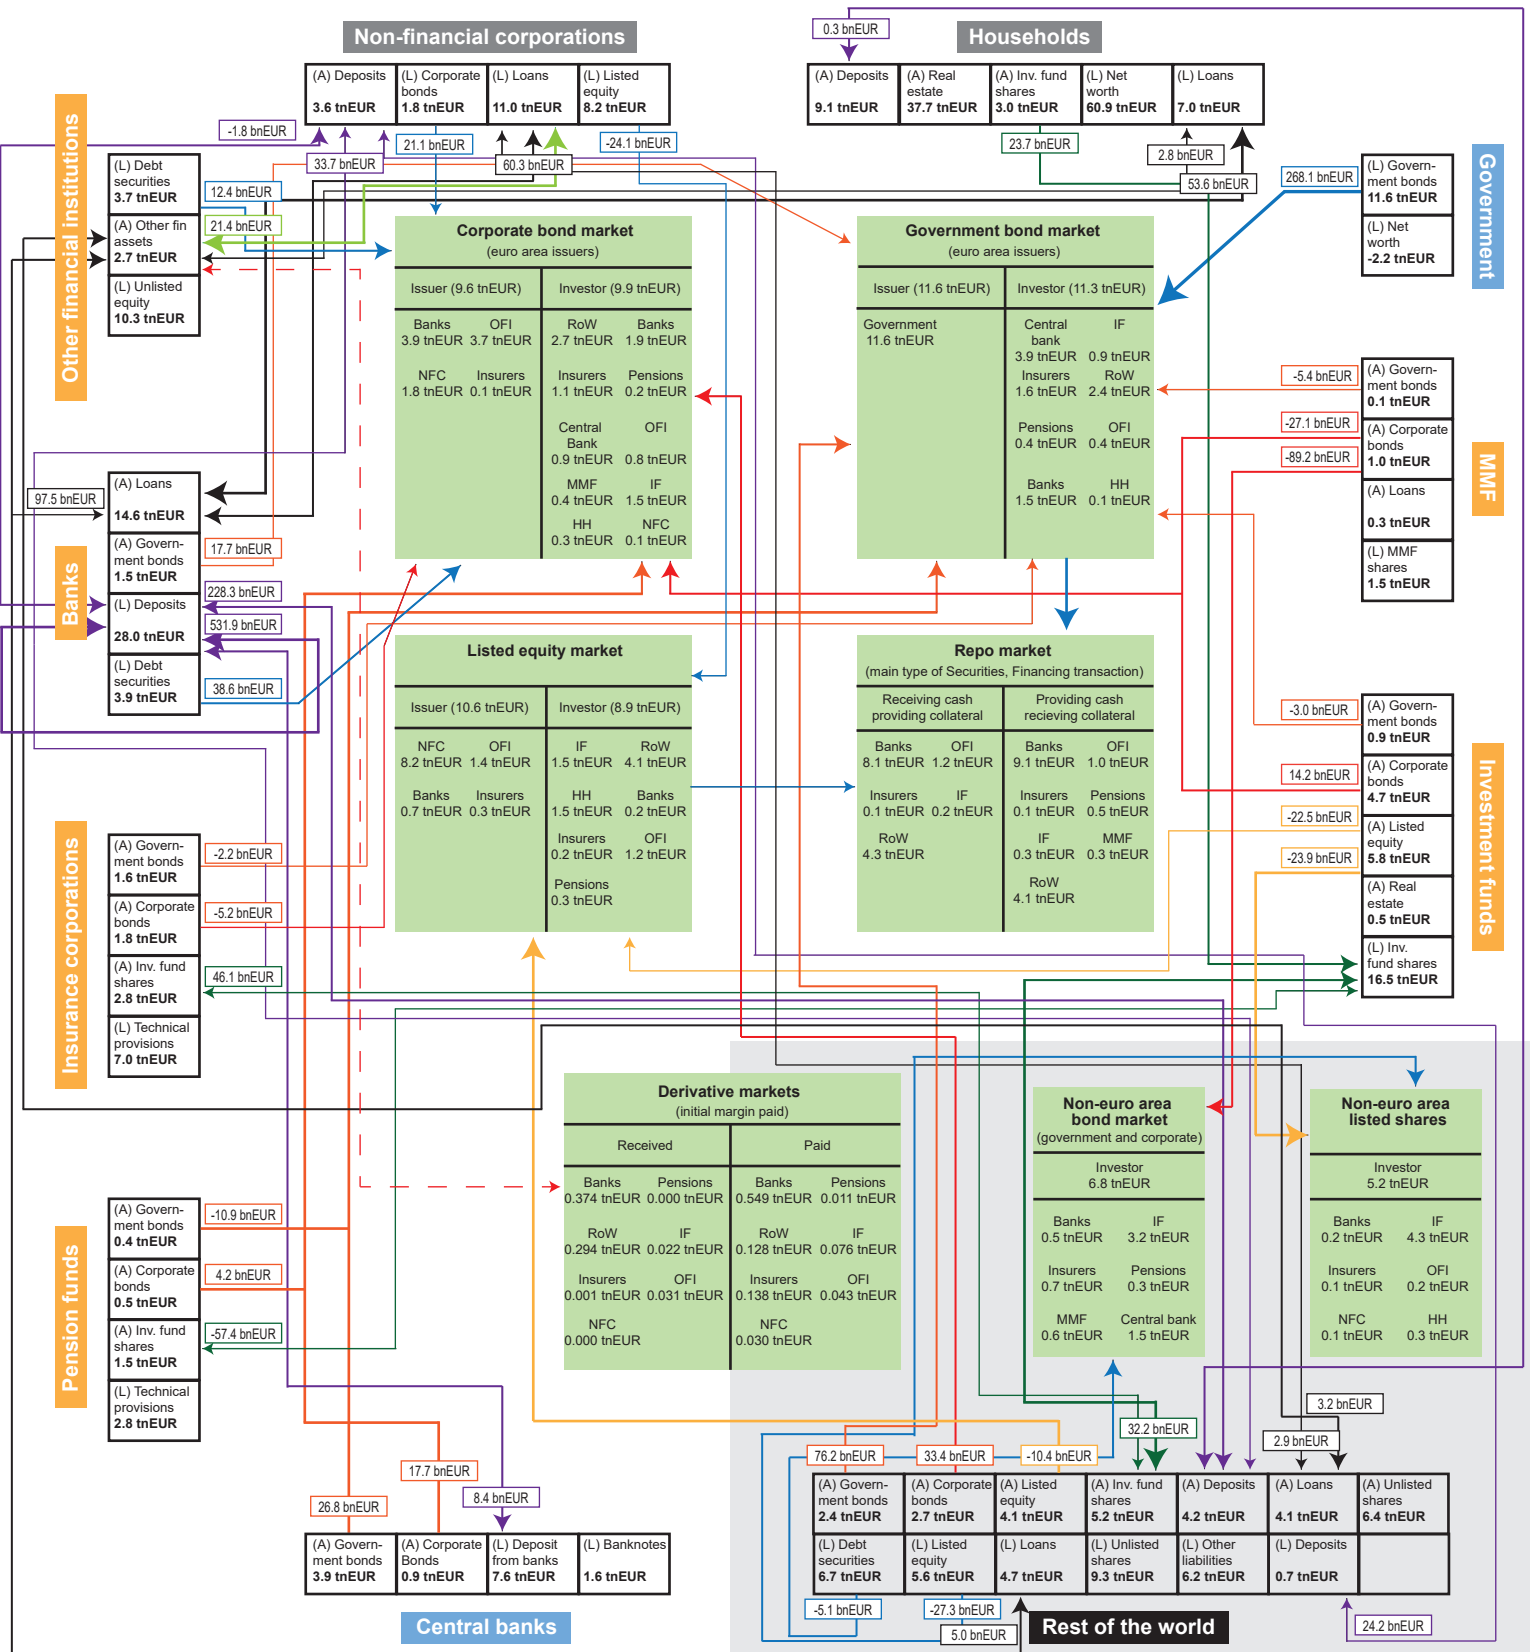 0.3 bnEUR
Non-financial corporations
Households
(A) Deposits
3.6 tnEUR
(L) Corporate
bonds
1.8 tnEUR
(L) Loans
11.0 tnEUR
(L) Listed
equity
8.2 tnEUR
(A) Deposits
9.1 tnEUR
(A) Real
estate
37.7 tnEUR
(A) Inv. fund
shares
3.0 tnEUR
(L) Net
worth
60.9 tnEUR
(L) Loans
7.0 tnEUR
-1.8 bnEUR
21.1 bnEUR
-24.1 bnEUR
23.7 bnEUR
2.8 bnEUR
33.7 bnEUR
60.3 bnEUR
53.6 bnEUR
Other financial institutions
(L) Debt
securities
3.7 tnEUR
(A) Other fin
assets
2.7 tnEUR
(L) Unlisted
equity
10.3 tnEUR
12.4 bnEUR
21.4 bnEUR
268.1 bnEUR
(L) Govern-
ment bonds
11.6 tnEUR
(L) Net
worth
-2.2 tnEUR
Government
Corporate bond market
(euro area issuers)
Issuer (9.6 tnEUR)
Investor (9.9 tnEUR)
Banks OFI
3.9 tnEUR 3.7 tnEUR
NFC Insurers
1.8 tnEUR 0.1 tnEUR
RoW Banks
2.7 tnEUR 1.9 tnEUR
Insurers Pensions
1.1 tnEUR 0.2 tnEUR
Central OFI
Bank
0.9 tnEUR 0.8 tnEUR
MMF IF
0.4 tnEUR 1.5 tnEUR
HH NFC
0.3 tnEUR 0.1 tnEUR
Government bond market
(euro area issuers)
Issuer (11.6 tnEUR)
Investor (11.3 tnEUR)
Government
11.6 tnEUR
Central IF
bank
3.9 tnEUR 0.9 tnEUR
Insurers RoW
1.6 tnEUR 2.4 tnEUR
Pensions OFI
0.4 tnEUR 0.4 tnEUR
Banks HH
1.5 tnEUR 0.1 tnEUR
-5.4 bnEUR
-27.1 bnEUR
-89.2 bnEUR
(A) Govern-
ment bonds
0.1 tnEUR
(A) Corporate
bonds
1.0 tnEUR
(A) Loans
0.3 tnEUR
(L) MMF
shares
1.5 tnEUR
MMF
Banks
97.5 bnEUR
(A) Loans
14.6 tnEUR
(A) Govern-
ment bonds
1.5 tnEUR
(L) Deposits
28.0 tnEUR
(L) Debt
securities
3.9 tnEUR
17.7 bnEUR
228.3 bnEUR
531.9 bnEUR
38.6 bnEUR
Listed equity market
Issuer (10.6 tnEUR)
Investor (8.9 tnEUR)
NFC OFI
8.2 tnEUR 1.4 tnEUR
Banks Insurers
0.7 tnEUR 0.3 tnEUR
IF RoW
1.5 tnEUR 4.1 tnEUR
HH Banks
1.5 tnEUR 0.2 tnEUR
Insurers OFI
0.2 tnEUR 1.2 tnEUR
Pensions
0.3 tnEUR
Repo market
(main type of Securities, Financing transaction)
Receiving cash
providing collateral
Providing cash
recieving collateral
Banks OFI
8.1 tnEUR 1.2 tnEUR
Insurers IF
0.1 tnEUR 0.2 tnEUR
RoW
4.3 tnEUR
Banks OFI
9.1 tnEUR 1.0 tnEUR
Insurers Pensions
0.1 tnEUR 0.5 tnEUR
IF MMF
0.3 tnEUR 0.3 tnEUR
RoW
4.1 tnEUR
-3.0 bnEUR
14.2 bnEUR
-22.5 bnEUR
-23.9 bnEUR
(A) Govern-
ment bonds
0.9 tnEUR
(A) Corporate
bonds
4.7 tnEUR
(A) Listed
equity
5.8 tnEUR
(A) Real
estate
0.5 tnEUR
(L) Inv.
fund shares
16.5 tnEUR
Investment funds
Insurance corporations
(A) Govern-
ment bonds
1.6 tnEUR
(A) Corporate
bonds
1.8 tnEUR
(A) Inv. fund
shares
2.8 tnEUR
(L) Technical
provisions
7.0 tnEUR
-2.2 bnEUR
-5.2 bnEUR
46.1 bnEUR
Derivative markets
(initial margin paid)
Received
Paid
Banks Pensions
0.374 tnEUR 0.000 tnEUR
RoW IF
0.294 tnEUR 0.022 tnEUR
Insurers OFI
0.001 tnEUR 0.031 tnEUR
NFC
0.000 tnEUR
Banks Pensions
0.549 tnEUR 0.011 tnEUR
RoW IF
0.128 tnEUR 0.076 tnEUR
Insurers OFI
0.138 tnEUR 0.043 tnEUR
NFC
0.030 tnEUR
Non-euro area
bond market
(government and corporate)
Investor
6.8 tnEUR
Banks IF
0.5 tnEUR 3.2 tnEUR
Insurers Pensions
0.7 tnEUR 0.3 tnEUR
MMF Central bank
0.6 tnEUR 1.5 tnEUR
Non-euro area
listed shares
Investor
5.2 tnEUR
Banks IF
0.2 tnEUR 4.3 tnEUR
Insurers OFI
0.1 tnEUR 0.2 tnEUR
NFC HH
0.1 tnEUR 0.3 tnEUR
Pension funds
(A) Govern-
ment bonds
0.4 tnEUR
(A) Corporate
bonds
0.5 tnEUR
(A) Inv. fund
shares
1.5 tnEUR
(L) Technical
provisions
2.8 tnEUR
-10.9 bnEUR
4.2 bnEUR
-57.4 bnEUR
17.7 bnEUR
26.8 bnEUR
8.4 bnEUR
(A) Govern-
ment bonds
3.9 tnEUR
(A) Corporate
Bonds
0.9 tnEUR
(L) Deposit
from banks
7.6 tnEUR
(L) Banknotes
1.6 tnEUR
Central banks
3.2 bnEUR
32.2 bnEUR
2.9 bnEUR
76.2 bnEUR
33.4 bnEUR
-10.4 bnEUR
(A) Govern-
ment bonds
2.4 tnEUR
(A) Corporate
bonds
2.7 tnEUR
(A) Listed
equity
4.1 tnEUR
(A) Inv. fund
shares
5.2 tnEUR
(A) Deposits
4.2 tnEUR
(A) Loans
4.1 tnEUR
(A) Unlisted
shares
6.4 tnEUR
(L) Debt
securities
6.7 tnEUR
(L) Listed
equity
5.6 tnEUR
(L) Loans
4.7 tnEUR
(L) Unlisted
shares
9.3 tnEUR
(L) Other
liabilities
6.2 tnEUR
(L) Deposits
0.7 tnEUR
-5.1 bnEUR
-27.3 bnEUR
5.0 bnEUR
Rest of the world
24.2 bnEUR